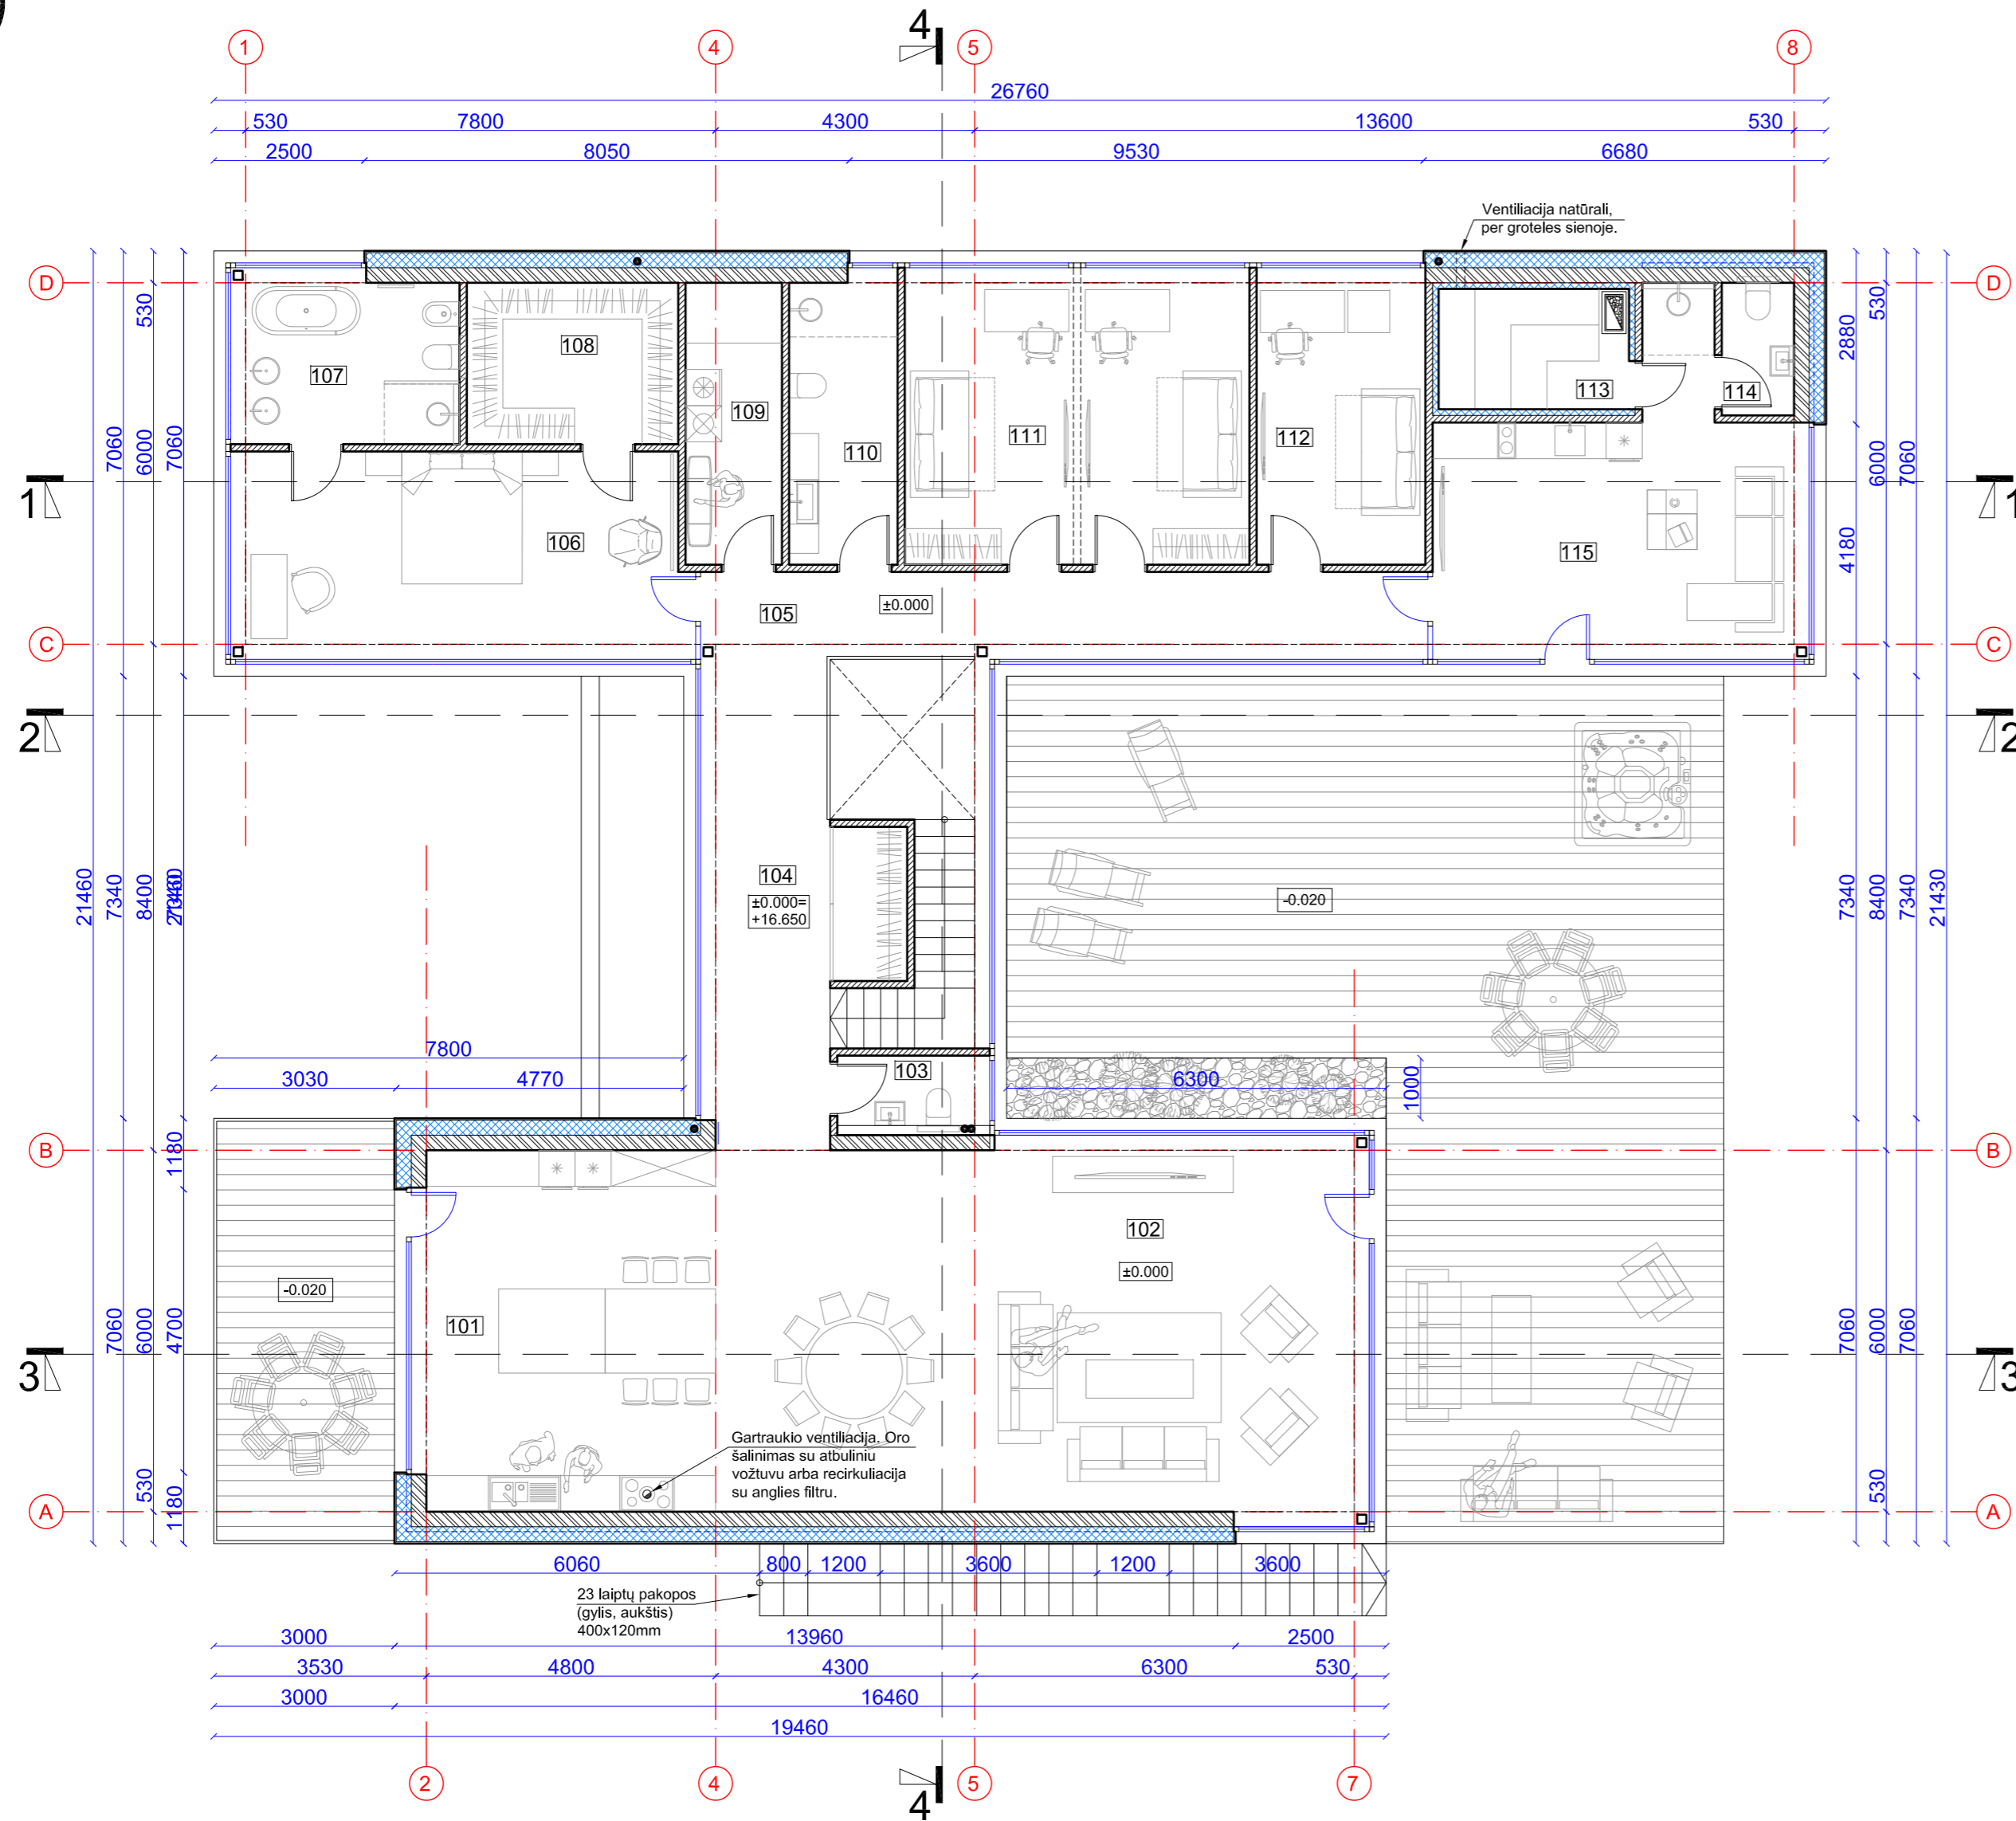 4
1 4 5 8
26760
530 7800 4300 13600 530
2500 8050 9530 6680
Ventiliacija natūrali,
per groteles sienoje.
D D
530 2880 530
107 108 109 110 111 112 113 114
7060 6000 7060 6000 7060
1 1
106 115 4180
105 ±0.000
C C
2 2
104
±0.000=
+16.650
-0.020
21460 7340 8400 7340 8400 7340 21430
7800
3030 4770
103
6300 1000
B B
1180
102
±0.000
-0.020
101
7060 6000 4700 7060 6000 7060
3 3
Gartraukio ventiliacija. Oro
šalinimas su atbuliniu
vožtuvu arba recirkuliacija
su anglies filtru.
530 1180 530
A A
6060 800 1200 3600 1200 3600
23 laiptų pakopos
(gylis, aukštis)
400x120mm
3000 13960 2500
3530 4800 4300 6300 530
3000 16460
19460
2 4 5 7
4